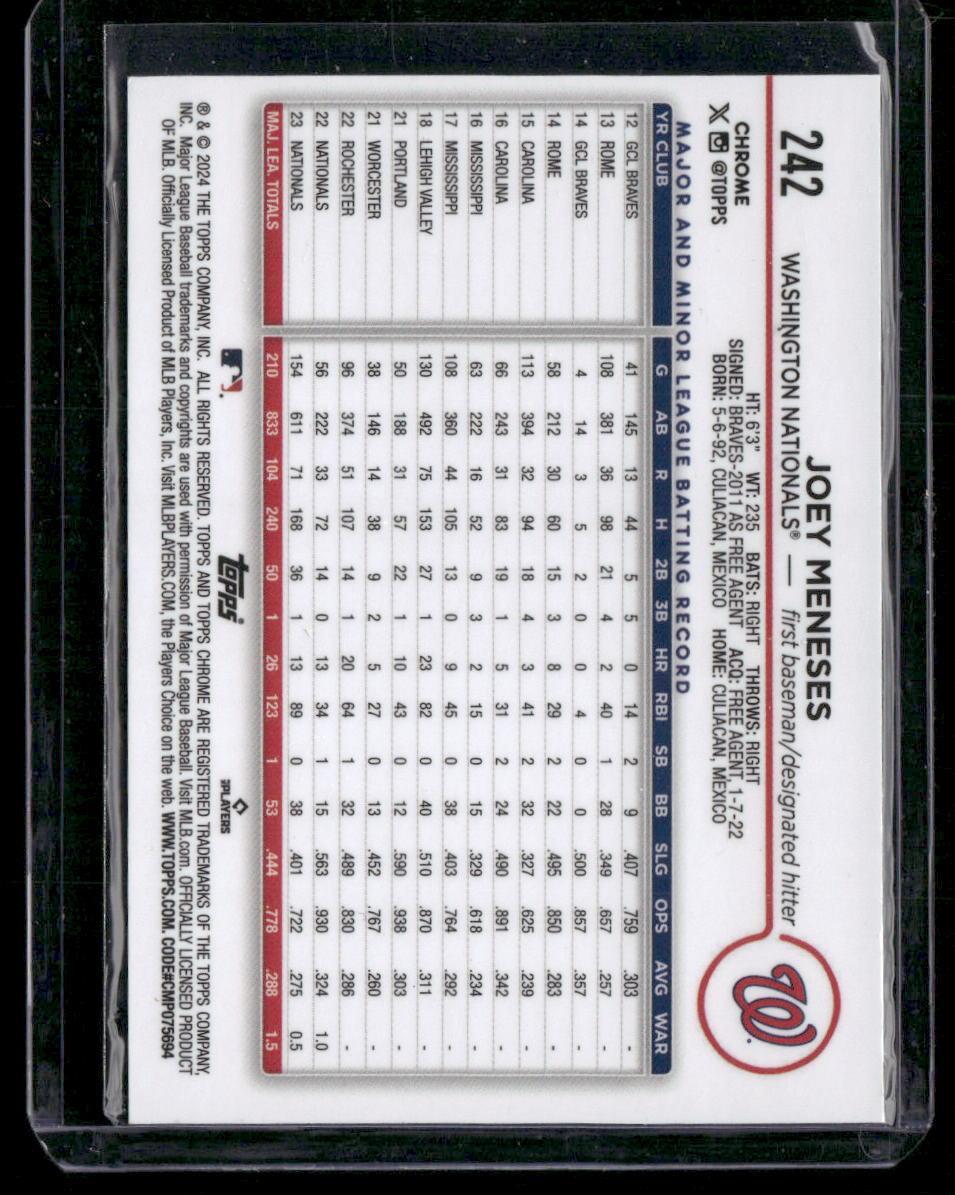 242
JOEY MENESES
WASHINGTON NATIONALS® — first baseman/designated hitter
CHROME
X @TOPPS
HT: 6'3" WT: 235 BATS: RIGHT THROWS: RIGHT
SIGNED: BRAVES-2011 AS FREE AGENT ACQ: FREE AGENT, 1-7-22
BORN: 5-6-92, CULIACAN, MEXICO HOME: CULIACAN, MEXICO
MAJOR AND MINOR LEAGUE BATTING RECORD
YR CLUB G AB R H 2B 3B HR RBI SB BB SLG OPS AVG WAR
12 GCL BRAVES 41 145 13 44 5 5 0 14 2 9 .407 .759 .303 -
13 ROME 108 381 36 98 21 4 2 40 1 28 .349 .657 .257 -
14 GCL BRAVES 4 14 3 5 2 0 0 4 0 0 .500 .857 .357 -
14 ROME 58 212 30 60 15 3 8 29 2 22 .495 .850 .283 -
15 CAROLINA 113 394 32 94 18 4 3 41 2 32 .327 .625 .239 -
16 CAROLINA 66 243 31 83 19 1 5 31 2 24 .490 .891 .342 -
16 MISSISSIPPI 63 222 16 52 9 3 2 15 0 15 .329 .618 .234 -
17 MISSISSIPPI 108 360 44 105 13 0 9 45 0 38 .403 .764 .292 -
18 LEHIGH VALLEY 130 492 75 153 27 1 23 82 0 40 .510 .870 .311 -
21 PORTLAND 50 188 31 57 22 1 10 43 0 12 .590 .938 .303 -
21 WORCESTER 38 146 14 38 9 2 5 27 0 13 .452 .767 .260 -
22 ROCHESTER 96 374 51 107 14 1 20 64 1 32 .489 .830 .286 -
22 NATIONALS 56 222 33 72 14 0 13 34 1 15 .563 .930 .324 1.0
23 NATIONALS 154 611 71 168 36 1 13 89 0 38 .401 .722 .275 0.5
MAJ. LEA. TOTALS 210 833 104 240 50 1 26 123 1 53 .444 .778 .288 1.5
topps
PLAYERS
® & © 2024 THE TOPPS COMPANY, INC. ALL RIGHTS RESERVED. TOPPS AND TOPPS CHROME ARE REGISTERED TRADEMARKS OF THE TOPPS COMPANY,
INC. Major League Baseball trademarks and copyrights are used with permission of Major League Baseball. Visit MLB.com. OFFICIALLY LICENSED PRODUCT
OF MLB. Officially Licensed Product of MLB Players, Inc. Visit MLBPLAYERS.COM, the Players Choice on the web. WWW.TOPPS.COM. CODE#CMP075694